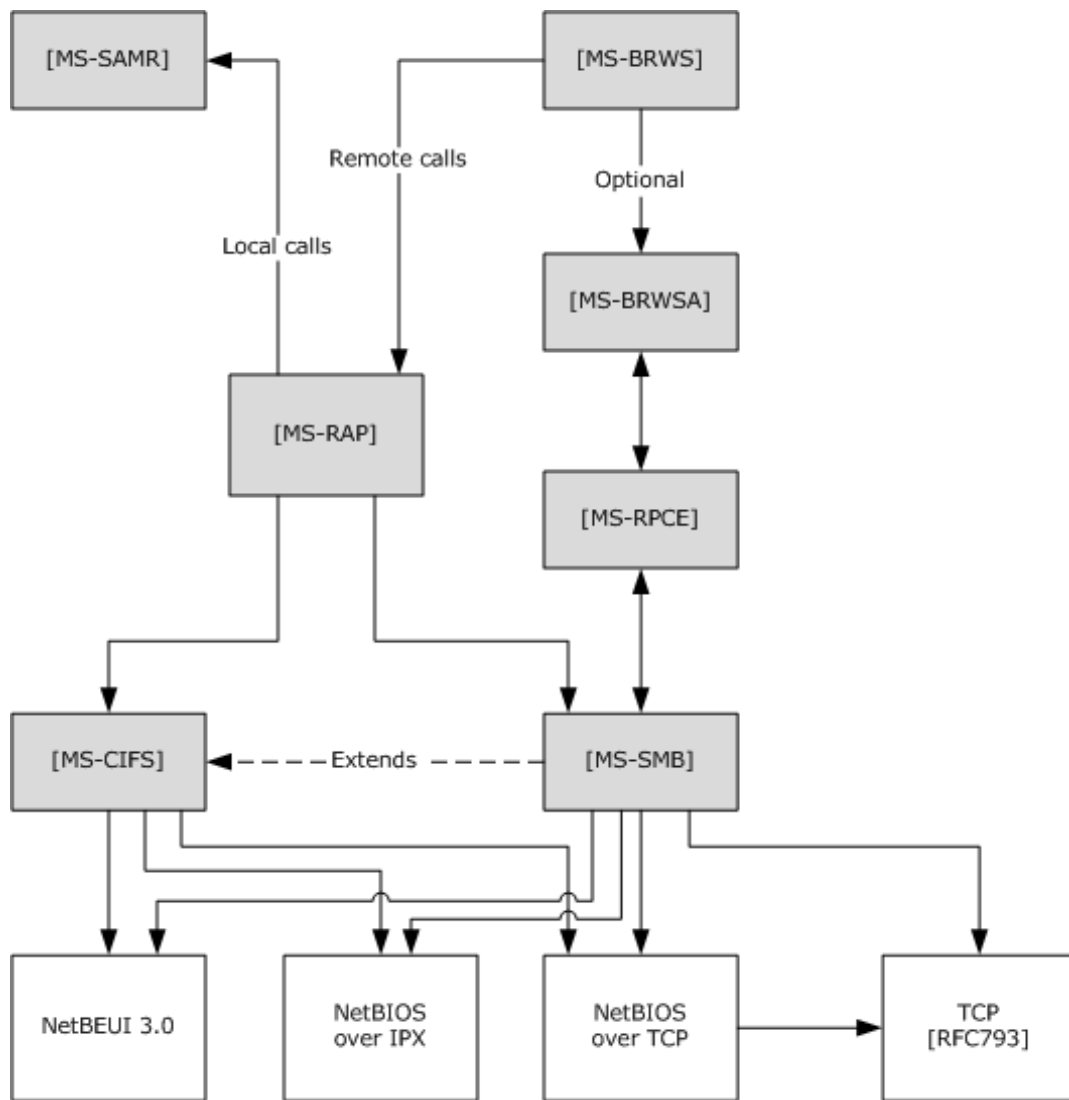 [MS-SAMR]
[MS-BRWS]
Remote calls
Optional
Local calls
[MS-BRWSA]
[MS-RAP]
[MS-RPCE]
[MS-CIFS]
Extends
[MS-SMB]
NetBEUI 3.0
NetBIOS
over IPX
NetBIOS
over TCP
TCP
[RFC793]